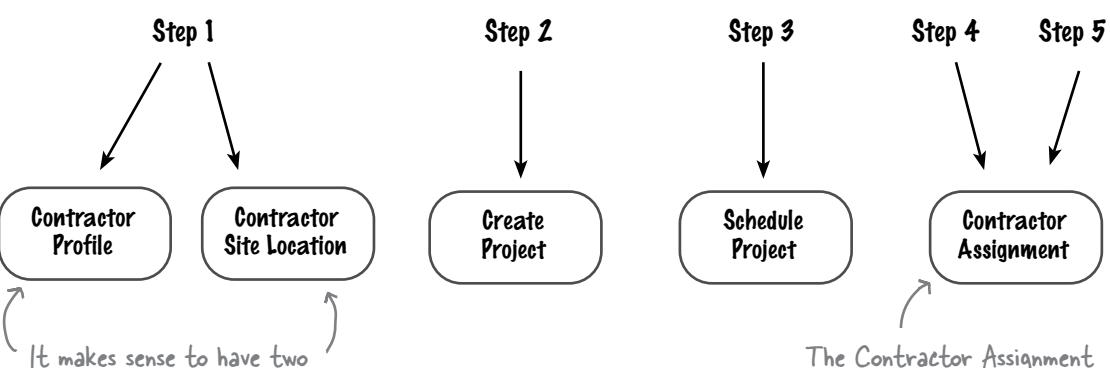 Step 1
Step 2
Step 3
Step 4
Step 5
Contractor
Profile
Contractor
Site Location
Create
Project
Schedule
Project
Contractor
Assignment
It makes sense to have two
The Contractor Assignment